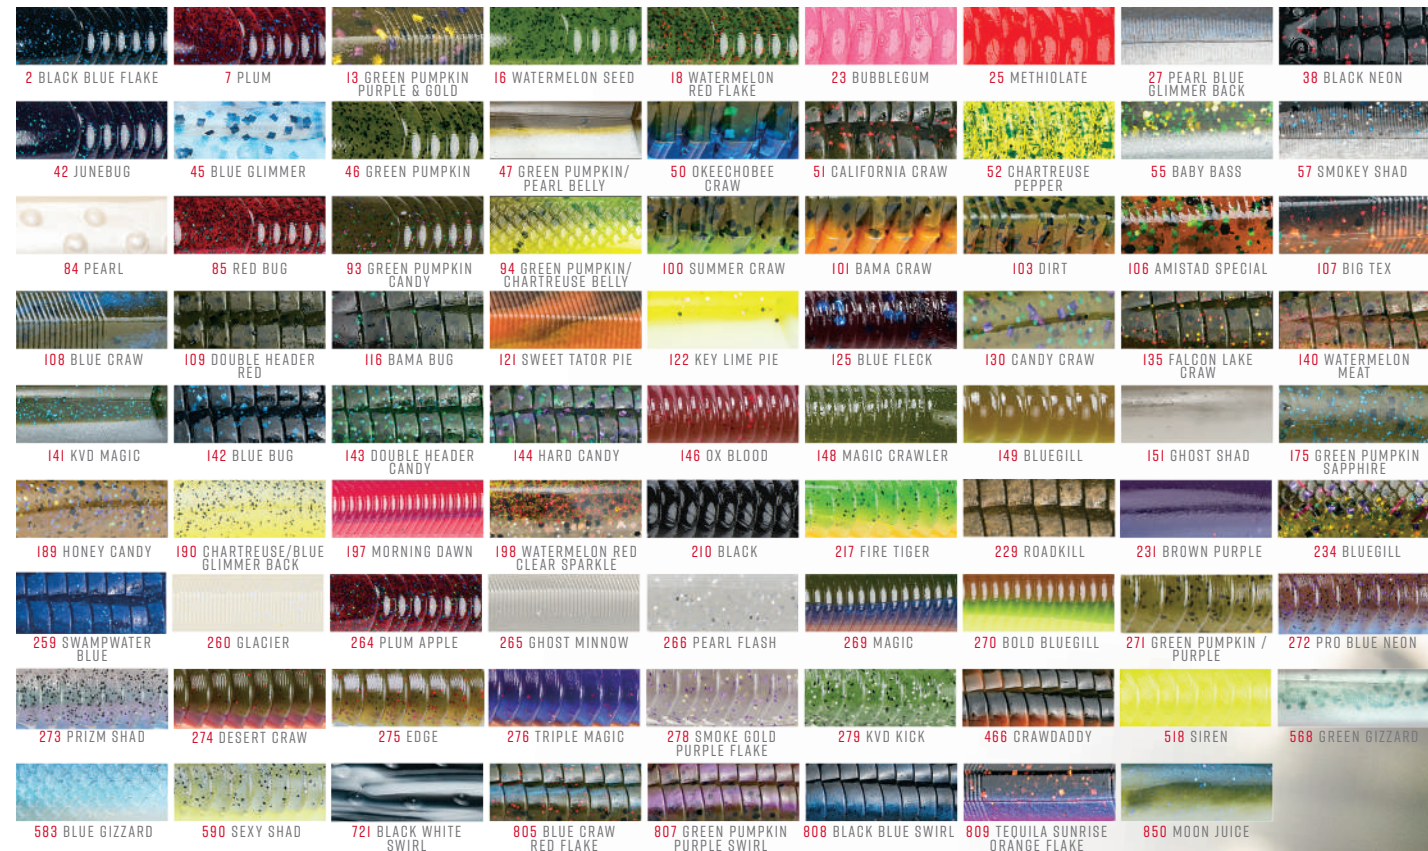 2 BLACK BLUE FLAKE
7 PLUM
13 GREEN PUMPKIN
PURPLE & GOLD
16 WATERMELON SEED
18 WATERMELON
RED FLAKE
23 BUBBLEGUM
25 METHIOLATE
27 PEARL BLUE
GLIMMER BACK
38 BLACK NEON
42 JUNEBUG
45 BLUE GLIMMER
46 GREEN PUMPKIN
47 GREEN PUMPKIN/
PEARL BELLY
50 OKEECHOBEE
CRAW
51 CALIFORNIA CRAW
52 CHARTREUSE
PEPPER
55 BABY BASS
57 SMOKEY SHAD
84 PEARL
85 RED BUG
93 GREEN PUMPKIN
CANDY
94 GREEN PUMPKIN/
CHARTREUSE BELLY
100 SUMMER CRAW
101 BAMA CRAW
103 DIRT
106 AMISTAD SPECIAL
107 BIG TEX
108 BLUE CRAW
109 DOUBLE HEADER
RED
116 BAMA BUG
121 SWEET TATOR PIE
122 KEY LIME PIE
125 BLUE FLECK
130 CANDY CRAW
135 FALCON LAKE
CRAW
140 WATERMELON
MEAT
141 KVD MAGIC
142 BLUE BUG
143 DOUBLE HEADER
CANDY
144 HARD CANDY
146 OX BLOOD
148 MAGIC CRAWLER
149 BLUEGILL
151 GHOST SHAD
175 GREEN PUMPKIN
SAPPHIRE
189 HONEY CANDY
190 CHARTREUSE/BLUE
GLIMMER BACK
197 MORNING DAWN
198 WATERMELON RED
CLEAR SPARKLE
210 BLACK
217 FIRE TIGER
229 ROADKILL
231 BROWN PURPLE
234 BLUEGILL
259 SWAMPWATER
BLUE
260 GLACIER
264 PLUM APPLE
265 GHOST MINNOW
266 PEARL FLASH
269 MAGIC
270 BOLD BLUEGILL
271 GREEN PUMPKIN /
PURPLE
272 PRO BLUE NEON
273 PRIZM SHAD
274 DESERT CRAW
275 EDGE
276 TRIPLE MAGIC
278 SMOKE GOLD
PURPLE FLAKE
279 KVD KICK
466 CRAWDADDY
518 SIREN
568 GREEN GIZZARD
583 BLUE GIZZARD
590 SEXY SHAD
721 BLACK WHITE
SWIRL
805 BLUE CRAW
RED FLAKE
807 GREEN PUMPKIN
PURPLE SWIRL
808 BLACK BLUE SWIRL
809 TEQUILA SUNRISE
ORANGE FLAKE
850 MOON JUICE